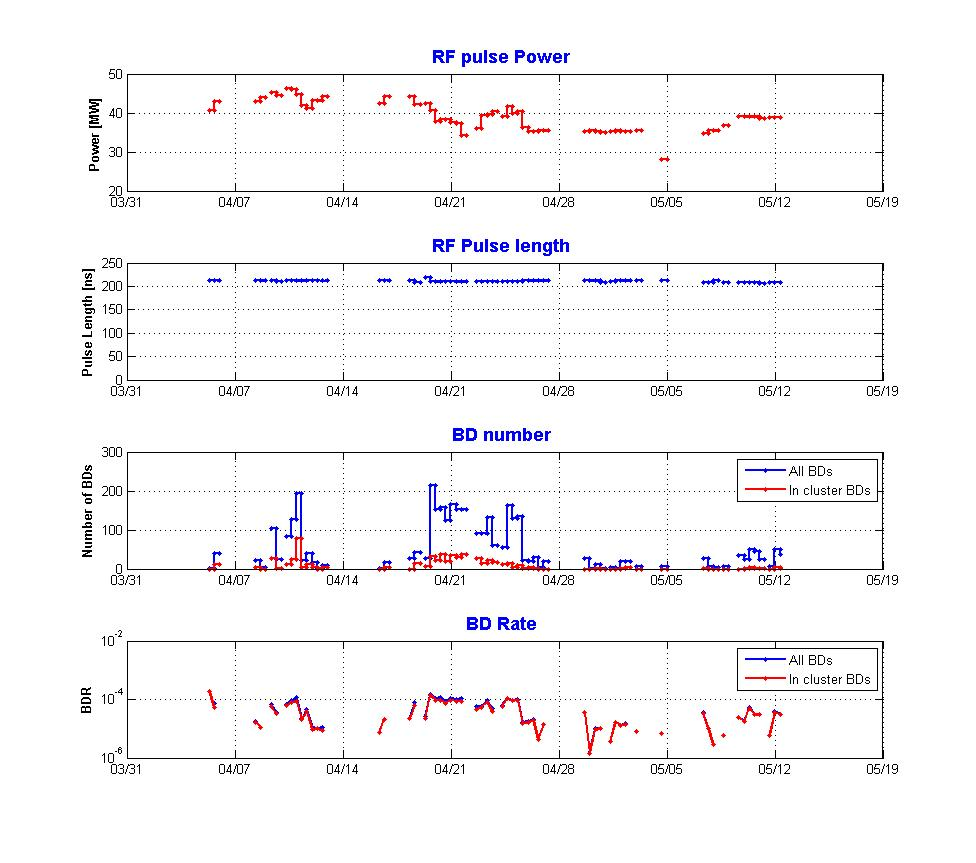 RF pulse Power
50
40
30
20
Power [MW]
03/31 04/07 04/14 04/21 04/28 05/05 05/12 05/19
RF Pulse length
250
200
150
100
50
0
Pulse Length [ns]
03/31 04/07 04/14 04/21 04/28 05/05 05/12 05/19
BD number
300
200
100
0
Number of BDs
All BDs
In cluster BDs
03/31 04/07 04/14 04/21 04/28 05/05 05/12 05/19
BD Rate
10^-2
10^-4
10^-6
BDR
All BDs
In cluster BDs
03/31 04/07 04/14 04/21 04/28 05/05 05/12 05/19